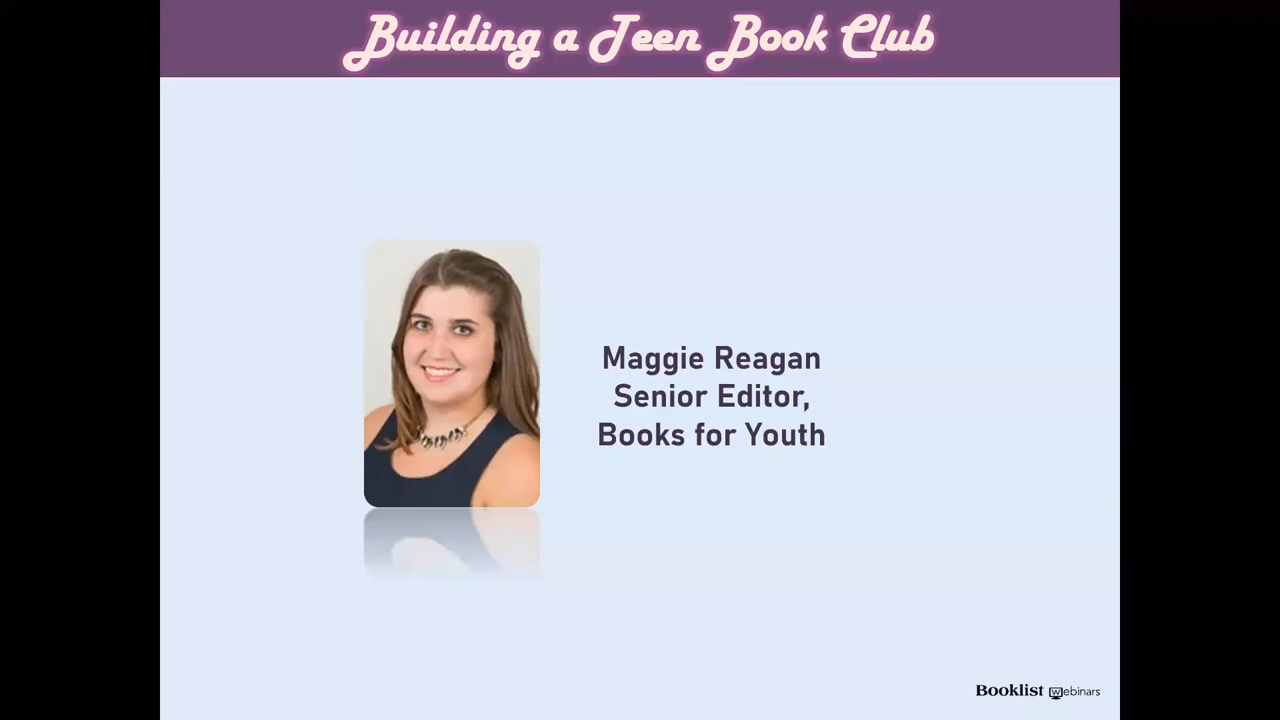 Building a Teen Book Club
Maggie Reagan
Senior Editor,
Books for Youth
Booklist Webinars